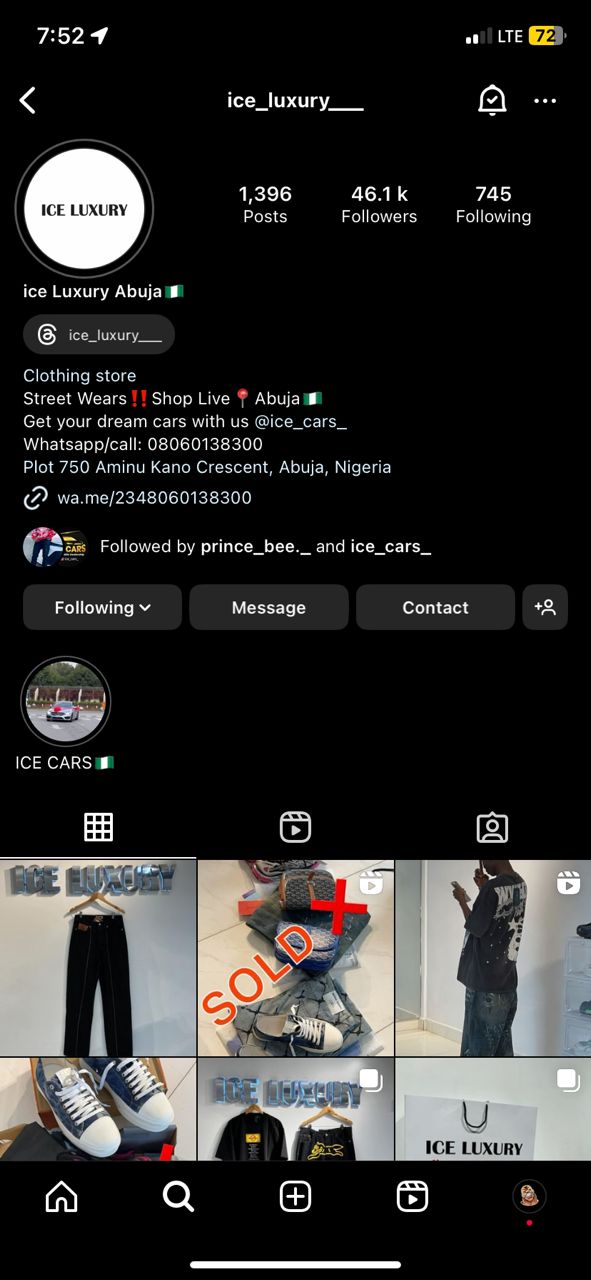 7:52 LTE 72
ice_luxury___
ICE LUXURY
1,396 46.1 k 745
Posts Followers Following
ice Luxury Abuja🇳🇬
ice_luxury___
Clothing store
Street Wears‼️Shop Live📍Abuja🇳🇬
Get your dream cars with us @ice_cars_
Whatsapp/call: 08060138300
Plot 750 Aminu Kano Crescent, Abuja, Nigeria
wa.me/2348060138300
CARS
Followed by prince_bee._ and ice_cars_
Following Message Contact
ICE CARS🇳🇬
ICE LUXURY
SOLD
ICE LUXURY
ICE LUXURY